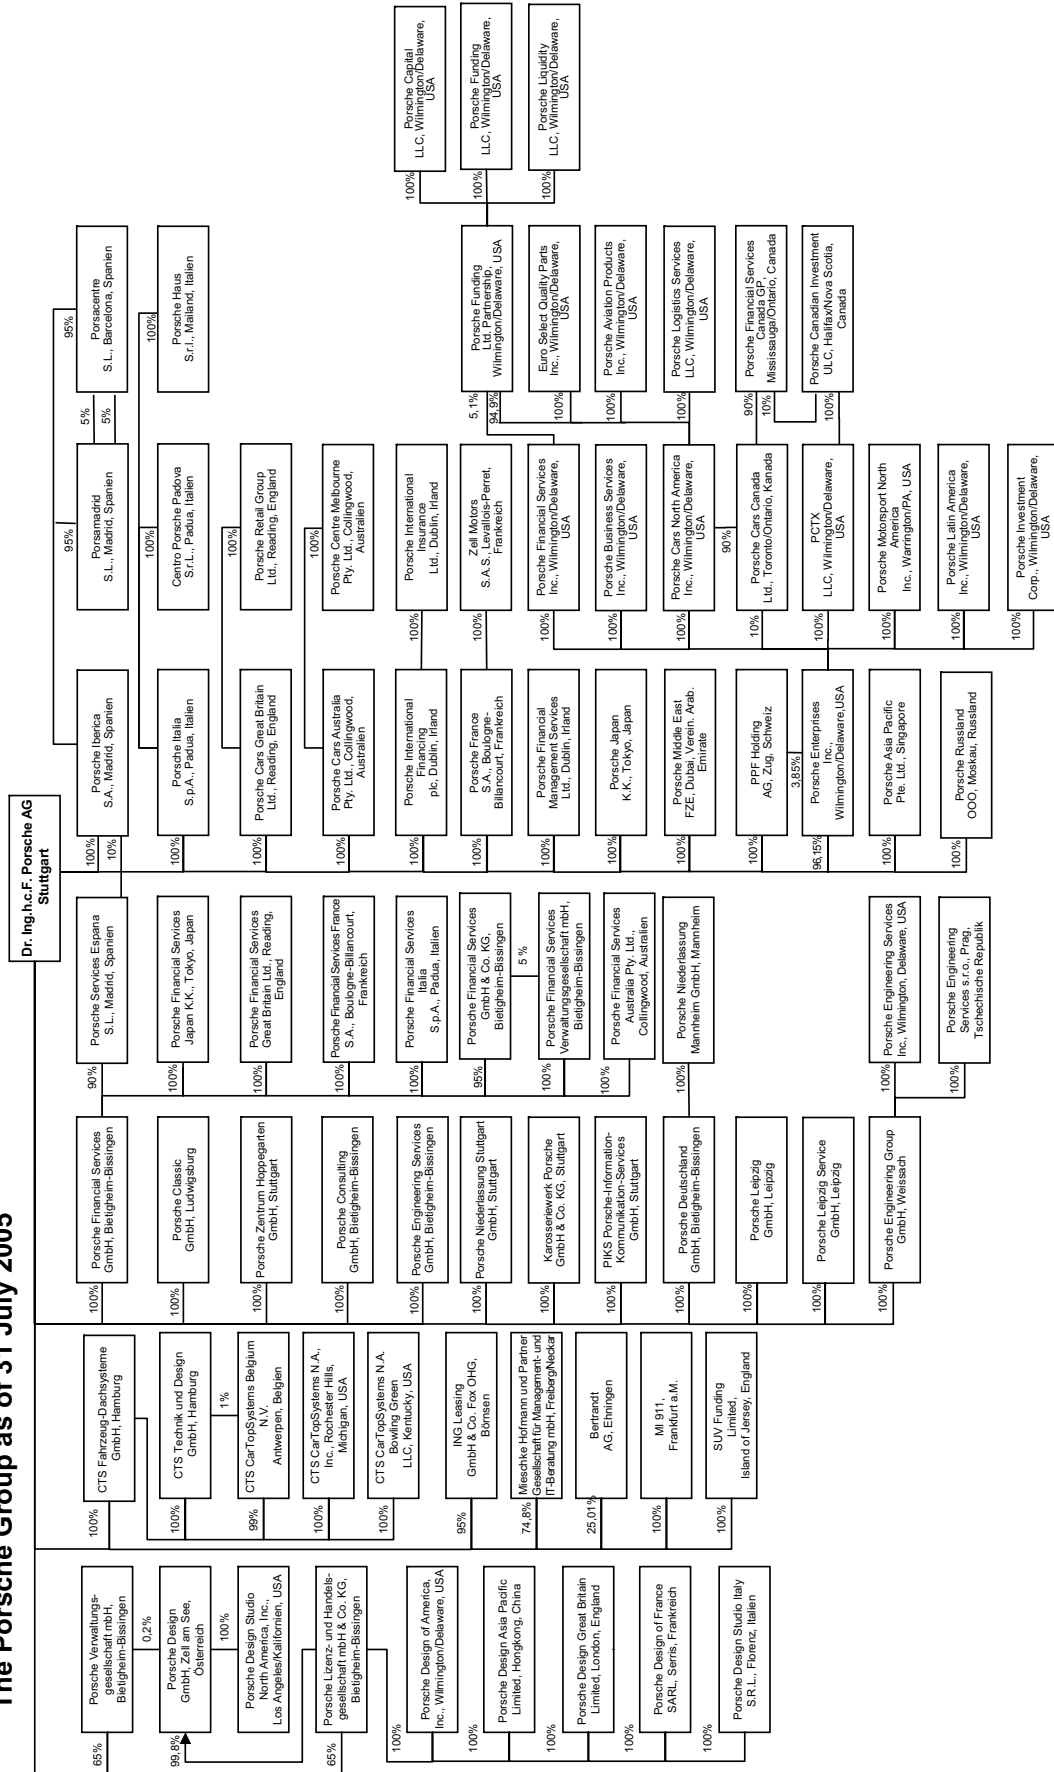 The Porsche Group as of 31 July 2005
Dr. Ing.h.c.F. Porsche AG
Stuttgart
65%
Porsche Verwaltungs-
gesellschaft mbH,
Bietigheim-Bissingen
0,2%
99,8%
Porsche Design
GmbH, Zell am See,
Österreich
100%
Porsche Design Studio
North America, Inc.,
Los Angeles/Kalifornien, USA
65%
Porsche Lizenz- und Handels-
gesellschaft mbH & Co. KG,
Bietigheim-Bissingen
100%
Porsche Design of America,
Inc., Wilmington/Delaware, USA
100%
Porsche Design Asia Pacific
Limited, Hongkong, China
100%
Porsche Design Great Britain
Limited, London, England
100%
Porsche Design of France
SARL, Serris, Frankreich
100%
Porsche Design Studio Italy
S.R.L., Florenz, Italien
100%
CTS Fahrzeug-Dachsysteme
GmbH, Hamburg
100%
CTS Technik und Design
GmbH, Hamburg
1%
99%
CTS CarTopSystems Belgium
N.V.
Antwerpen, Belgien
100%
CTS CarTopSystems N.A.,
Inc., Rochester Hills,
Michigan, USA
100%
CTS CarTopSystems N.A.
Bowling Green
LLC, Kentucky, USA
95%
ING Leasing
GmbH & Co. Fox OHG,
Börnsen
74,8%
Mieschke Hofmann und Partner
Gesellschaft für Management- und
IT-Beratung mbH, Freiberg/Neckar
25,01%
Bertrandt
AG, Ehningen
100%
MI 911,
Frankfurt a.M.
100%
SUV Funding
Limited,
Island of Jersey, England
100%
Porsche Financial Services
GmbH, Bietigheim-Bissingen
100%
Porsche Classic
GmbH, Ludwigsburg
100%
Porsche Zentrum Hoppegarten
GmbH, Stuttgart
100%
Porsche Consulting
GmbH, Bietigheim-Bissingen
100%
Porsche Engineering Services
GmbH, Bietigheim-Bissingen
100%
Porsche Niederlassung Stuttgart
GmbH, Stuttgart
100%
Karosseriewerk Porsche
GmbH & Co. KG, Stuttgart
100%
PIKS Porsche-Information-
Kommunikation-Services
GmbH, Stuttgart
100%
Porsche Deutschland
GmbH, Bietigheim-Bissingen
100%
Porsche Leipzig
GmbH, Leipzig
100%
Porsche Leipzig Service
GmbH, Leipzig
100%
Porsche Engineering Group
GmbH, Weissach
90%
Porsche Services Espana
S.L., Madrid, Spanien
100%
Porsche Financial Services
Japan K.K., Tokyo, Japan
100%
Porsche Financial Services
Great Britain Ltd., Reading,
England
100%
Porsche Financial Services France
S.A., Boulogne-Billancourt,
Frankreich
100%
Porsche Financial Services
Italia
S.p.A., Padua, Italien
95%
Porsche Financial Services
GmbH & Co. KG,
Bietigheim-Bissingen
5 %
100%
Porsche Financial Services
Verwaltungsgesellschaft mbH,
Bietigheim-Bissingen
100%
Porsche Financial Services
Australia Pty. Ltd.,
Collingwood, Australien
100%
Porsche Niederlassung
Mannheim GmbH, Mannheim
100%
Porsche Engineering Services
Inc., Wilmington, Delaware, USA
100%
Porsche Engineering
Services s.r.o., Prag,
Tschechische Republik
100%
10%
Porsche Iberica
S.A., Madrid, Spanien
100%
Porsche Italia
S.p.A., Padua, Italien
100%
Porsche Cars Great Britain
Ltd., Reading, England
100%
Porsche Cars Australia
Pty. Ltd., Collingwood,
Australien
100%
Porsche International
Financing
plc, Dublin, Irland
100%
Porsche France
S.A., Boulogne-
Billancourt, Frankreich
100%
Porsche Financial
Management Services
Ltd., Dublin, Irland
100%
Porsche Japan
K.K., Tokyo, Japan
100%
Porsche Middle East
FZE, Dubai, Verein. Arab.
Emirate
100%
PPF Holding
AG, Zug, Schweiz
3,85%
96,15%
Porsche Enterprises
Inc.,
Wilmington/Delaware,USA
100%
Porsche Asia Pacific
Pte. Ltd., Singapore
100%
Porsche Russland
OOO, Moskau, Russland
95%
Porsamadrid
S.L., Madrid, Spanien
5%
5%
100%
Centro Porsche Padova
S.r.L., Padua, Italien
100%
Porsche Retail Group
Ltd., Reading, England
100%
Porsche Centre Melbourne
Pty. Ltd., Collingwood,
Australien
100%
Porsche International
Insurance
Ltd., Dublin, Irland
100%
Zell Motors
S.A.S, Levallois-Perret,
Frankreich
100%
Porsche Financial Services
Inc., Wilmington/Delaware,
USA
100%
Porsche Business Services
Inc., Wilmington/Delaware,
USA
100%
Porsche Cars North America
Inc., Wilmington/Delaware,
USA
90%
10%
Porsche Cars Canada
Ltd., Toronto/Ontario, Kanada
100%
PCTX
LLC, Wilmington/Delaware,
USA
100%
Porsche Motorsport North
America
Inc., Warrington/PA, USA
100%
Porsche Latin America
Inc., Wilmington/Delaware,
USA
100%
Porsche Investment
Corp., Wilmington/Delaware,
USA
95%
Porsacentre
S.L., Barcelona, Spanien
100%
Porsche Haus
S.r.l., Mailand, Italien
5,1%
94,9%
Porsche Funding
Ltd. Partnership,
Wilmington/Delaware, USA
100%
Euro Select Quality Parts
Inc., Wilmington/Delaware,
USA
100%
Porsche Aviation Products
Inc., Wilmington/Delaware,
USA
100%
Porsche Logistics Services
LLC, Wilmington/Delaware,
USA
90%
10%
Porsche Financial Services
Canada GP,
Mississauga/Ontario, Canada
100%
Porsche Canadian Investment
ULC, Halifax/Nova Scotia,
Canada
100%
Porsche Capital
LLC, Wilmington/Delaware,
USA
100%
Porsche Funding
LLC, Wilmington/Delaware,
USA
100%
Porsche Liquidity
LLC, Wilmington/Delaware,
USA